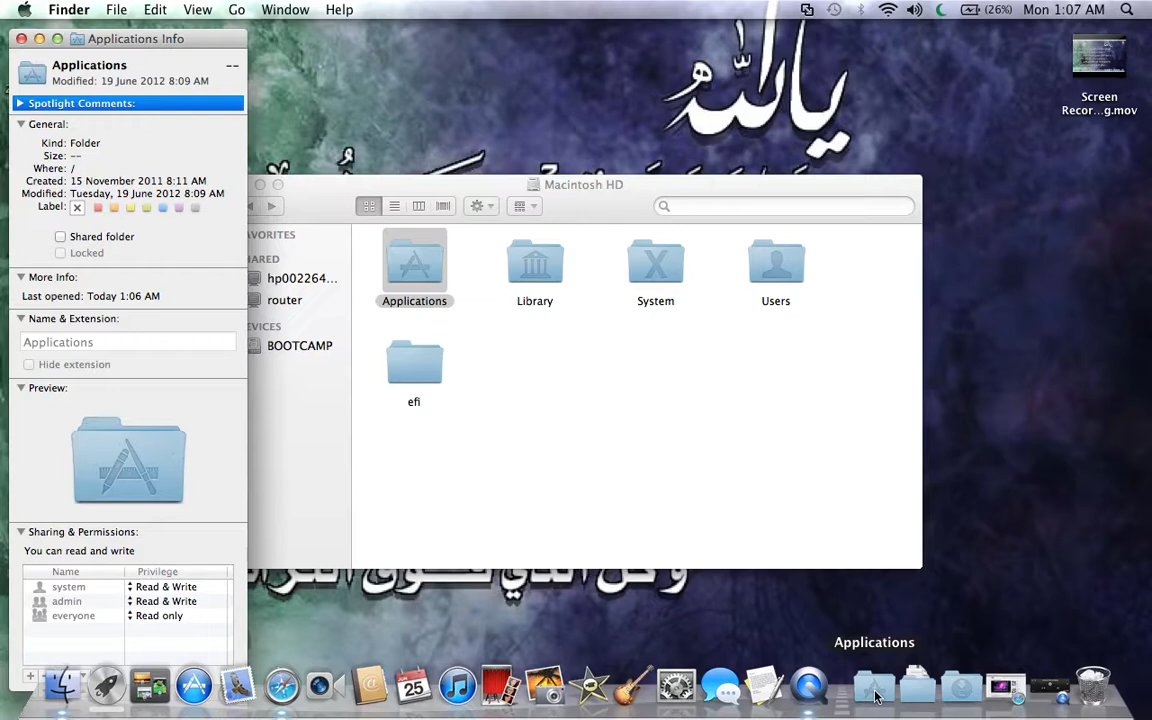 Finder File Edit View Go Window Help (26%) Mon 1:07 AM
Applications Info
Applications --
Modified: 19 June 2012 8:09 AM
Spotlight Comments:
General:
Kind: Folder
Size: --
Where: /
Created: 15 November 2011 8:11 AM
Modified: Tuesday, 19 June 2012 8:09 AM
Label:
Shared folder
Locked
More Info:
Last opened: Today 1:06 AM
Name & Extension:
Applications
Hide extension
Preview:
Sharing & Permissions:
You can read and write
Name Privilege
system Read & Write
admin Read & Write
everyone Read only
Macintosh HD
AVORITES
HARED
hp002264...
router
EVICES
BOOTCAMP
Applications
Library
System
Users
efi
يا الله
Screen
Recor...g.mov
Applications
25